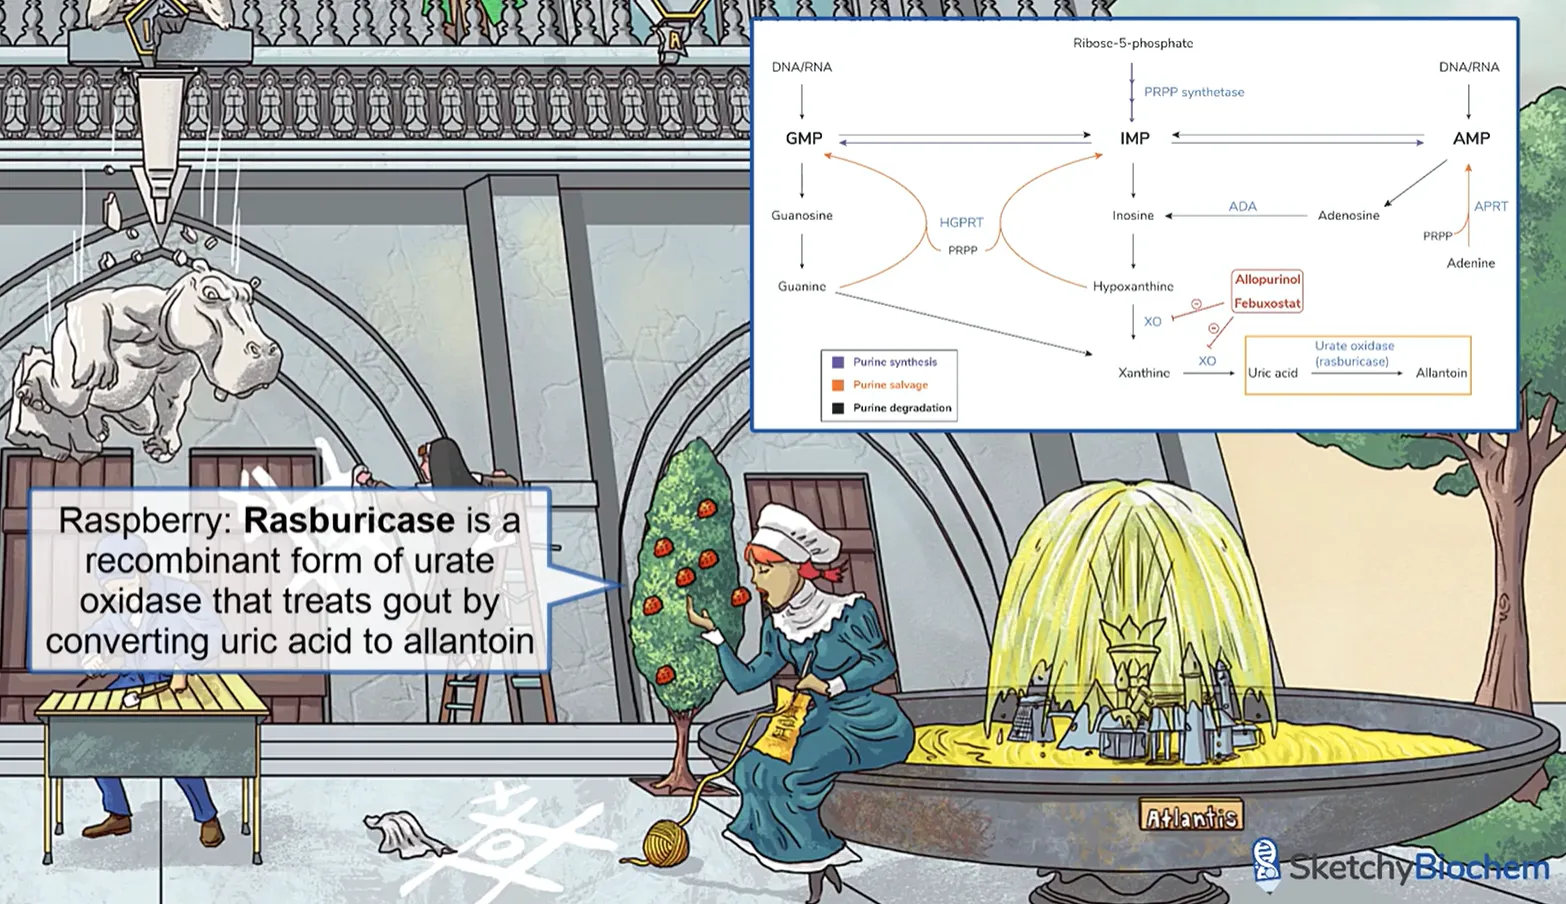 I
A
Ribose-5-phosphate
DNA/RNA
DNA/RNA
PRPP synthetase
GMP
IMP
AMP
Guanosine
HGPRT
PRPP
Inosine
ADA
Adenosine
APRT
PRPP
Adenine
Guanine
Hypoxanthine
Allopurinol
Febuxostat
XO
XO
Xanthine
Uric acid
Urate oxidase
(rasburicase)
Allantoin
Purine synthesis
Purine salvage
Purine degradation
Raspberry: Rasburicase is a
recombinant form of urate
oxidase that treats gout by
converting uric acid to allantoin
Atlantis
SketchyBiochem